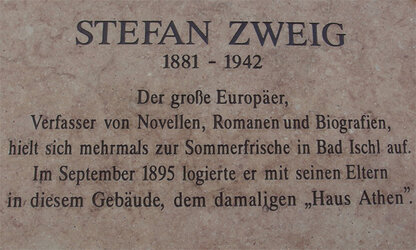 STEFAN ZWEIG
1881 - 1942
Der große Europäer,
Verfasser von Novellen, Romanen und Biografien,
hielt sich mehrmals zur Sommerfrische in Bad Ischl auf.
Im September 1895 logierte er mit seinen Eltern
in diesem Gebäude, dem damaligen „Haus Athen".